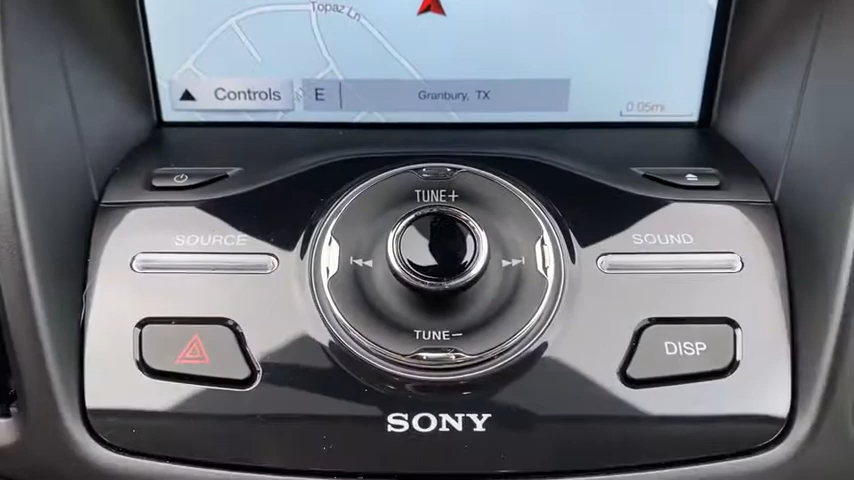 Topaz Ln
Controls
E
Granbury, TX
0.05mi
TUNE+
SOURCE
SOUND
TUNE−
DISP
SONY